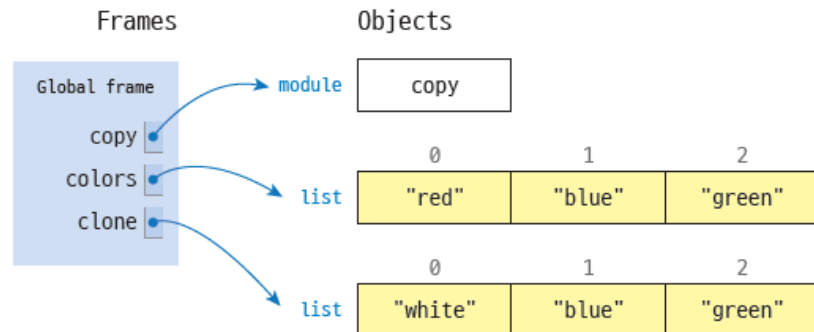 Frames Objects
Global frame
module copy
copy
0 1 2
colors
list "red" "blue" "green"
clone
0 1 2
list "white" "blue" "green"